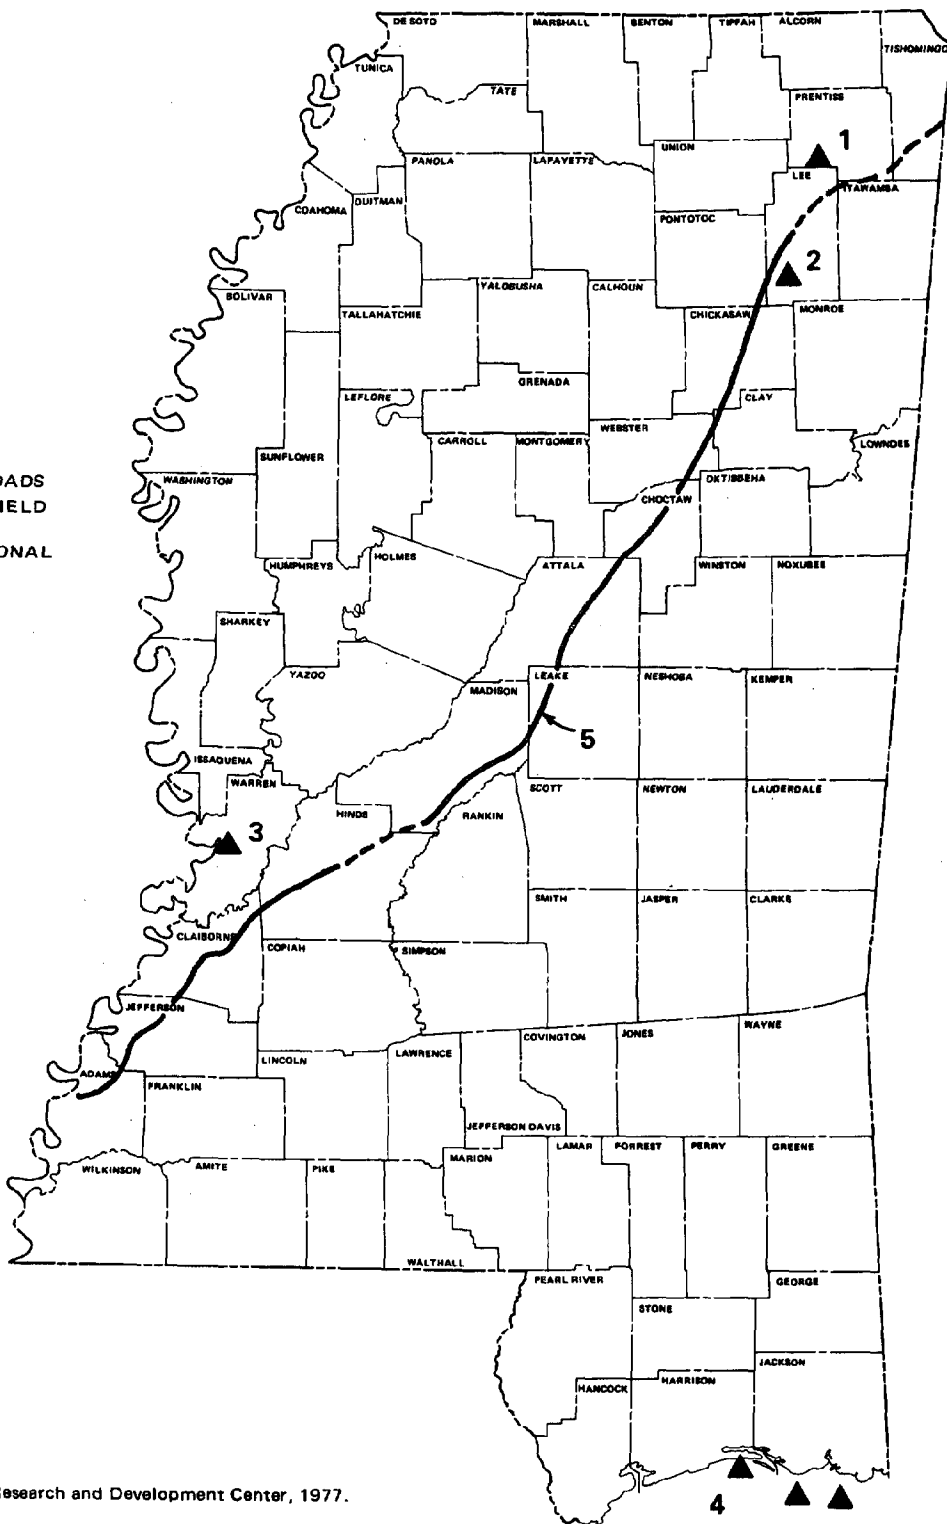 DE SOTO
MARSHALL
BENTON
TIPPAH
ALCORN
TISHOMINGO
TUNICA
TATE
PRENTISS
1
UNION
PANOLA
LAFAYETTE
LEE
ITAWAMBA
COAHOMA
QUITMAN
PONTOTOC
2
BOLIVAR
YALOBUSHA
CALHOUN
TALLAHATCHIE
CHICKASAW
MONROE
GRENADA
LEFLORE
CLAY
WEBSTER
CARROLL
MONTGOMERY
LOWNDES
SUNFLOWER
OADS
WASHINGTON
OKTIBBEHA
IELD
CHOCTAW
ONAL
HOLMES
HUMPHREYS
ATTALA
WINSTON
NOXUBEE
SHARKEY
YAZOO
LEAKE
NESHOBA
KEMPER
MADISON
5
ISSAQUENA
WARREN
SCOTT
NEWTON
LAUDERDALE
HINDS
RANKIN
3
SMITH
JASPER
CLARKE
CLAIBORNE
COPIAH
SIMPSON
JEFFERSON
WAYNE
COVINGTON
JONES
LINCOLN
LAWRENCE
ADAMS
FRANKLIN
JEFFERSON DAVIS
LAMAR
FORREST
PERRY
GREENE
MARION
WILKINSON
AMITE
PIKE
WALTHALL
PEARL RIVER
GEORGE
STONE
JACKSON
HANCOCK
HARRISON
Research and Development Center, 1977.
4